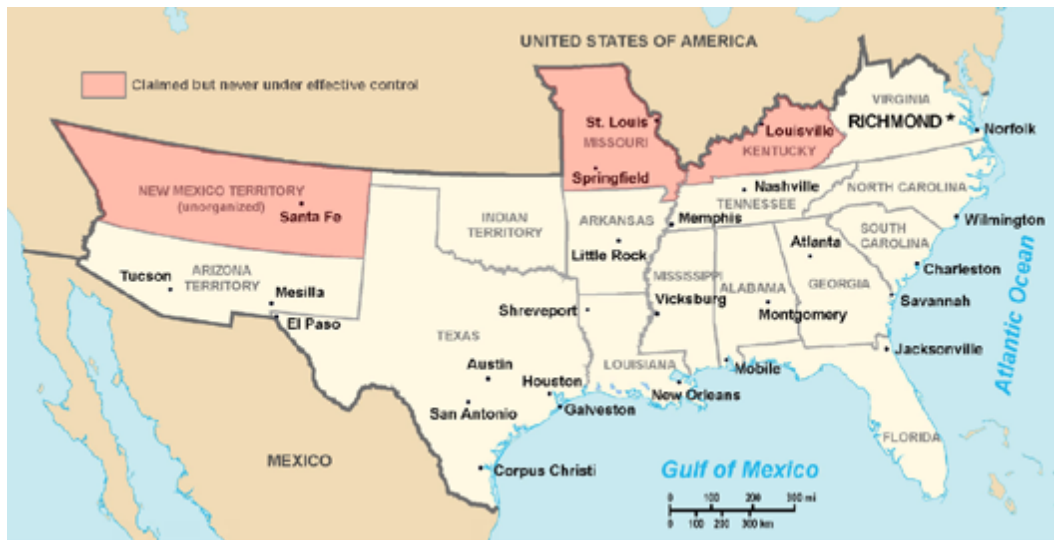 UNITED STATES OF AMERICA
Claimed but never under effective control
VIRGINIA
RICHMOND *
Norfolk
St. Louis
MISSOURI
Louisville
KENTUCKY
Springfield
NEW MEXICO TERRITORY
(unorganized)
Santa Fe
Nashville
TENNESSEE
NORTH CAROLINA
INDIAN
TERRITORY
ARKANSAS
Memphis
Wilmington
Little Rock
Atlanta
SOUTH
CAROLINA
Tucson
ARIZONA
TERRITORY
Mesilla
El Paso
MISSISSIPPI
Vicksburg
ALABAMA
Montgomery
GEORGIA
Charleston
Savannah
Shreveport
TEXAS
Austin
Houston
San Antonio
Galveston
LOUISIANA
New Orleans
Mobile
Jacksonville
Atlantic Ocean
FLORIDA
MEXICO
Corpus Christi
Gulf of Mexico
0 100 200 300 mi
0 100 200 300 km